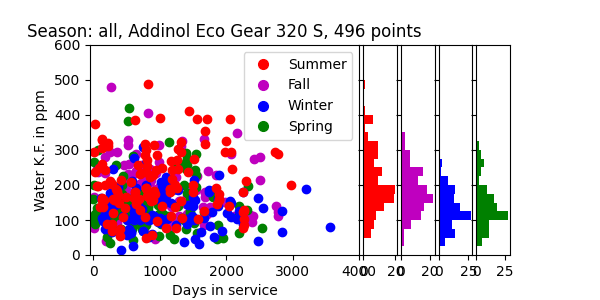 Season: all, Addinol Eco Gear 320 S, 496 points
Water K.F. in ppm
600
500
400
300
200
100
0
Summer
Fall
Winter
Spring
0 1000 2000 3000 4000 20 0 20 0 25 0 25
Days in service